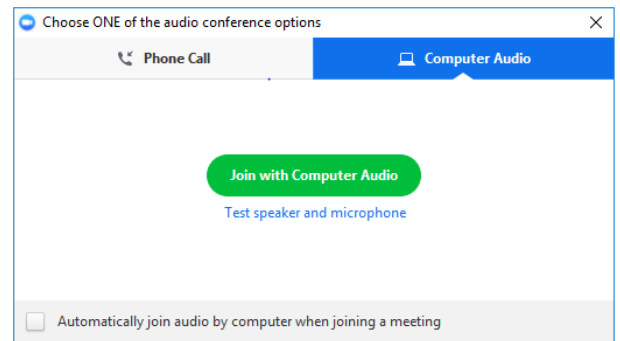 Choose ONE of the audio conference options
Phone Call
Computer Audio
Join with Computer Audio
Test speaker and microphone
Automatically join audio by computer when joining a meeting